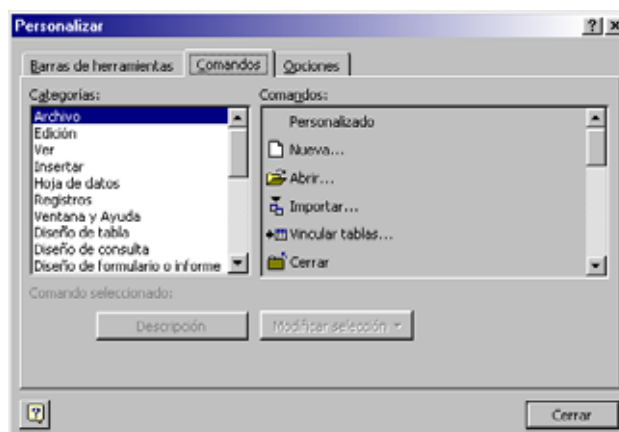 Personalizar
Barras de herramientas Comandos Opciones
Categorías:
Archivo
Edición
Ver
Insertar
Hoja de datos
Registros
Ventana y Ayuda
Diseño de tabla
Diseño de consulta
Diseño de formulario o informe
Comandos:
Personalizado
Nueva...
Abrir...
Importar...
Vincular tablas...
Cerrar
Comando seleccionado:
Descripción
Modificar selección
Cerrar